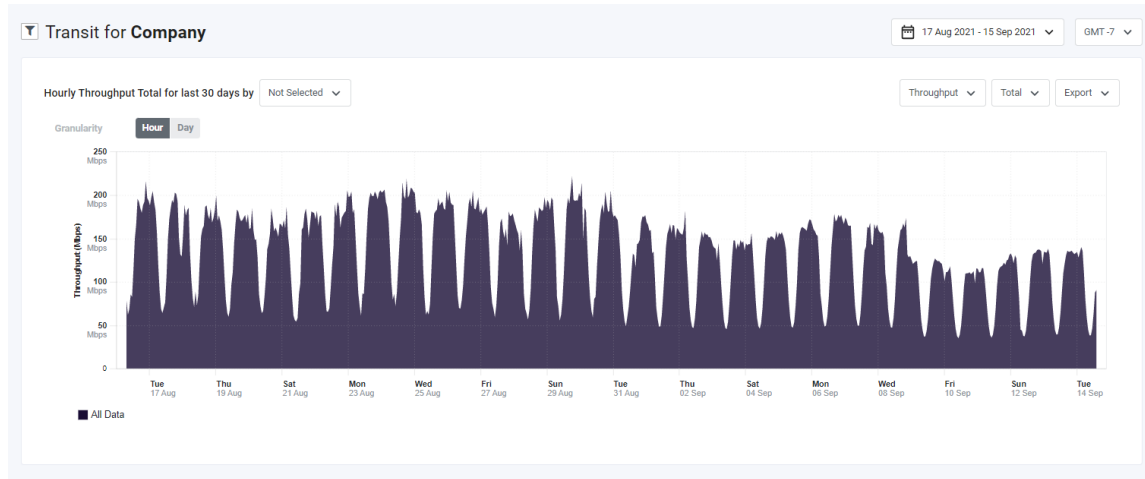 Transit for Company
17 Aug 2021 - 15 Sep 2021
GMT -7
Hourly Throughput Total for last 30 days by
Not Selected
Throughput
Total
Export
Granularity
Hour
Day
Throughput (Mbps)
250
Mbps
200
Mbps
150
Mbps
100
Mbps
50
Mbps
0
Tue Thu Sat Mon Wed Fri Sun Tue Thu Sat Mon Wed Fri Sun Tue
17 Aug 19 Aug 21 Aug 23 Aug 25 Aug 27 Aug 29 Aug 31 Aug 02 Sep 04 Sep 06 Sep 08 Sep 10 Sep 12 Sep 14 Sep
All Data